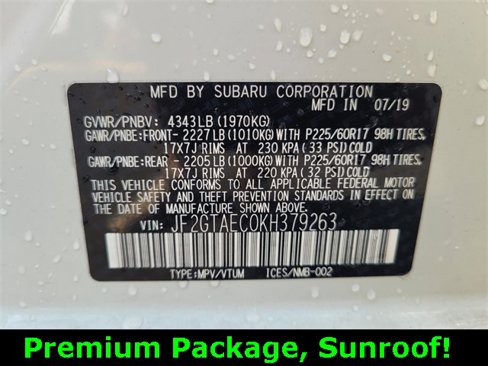 MFD BY SUBARU CORPORATION
MFD IN 07/19
GVWR/PNBV: 4343LB (1970KG)
GAWR/PNBE:FRONT- 2227LB(1010KG)WITH P225/60R17 98H TIRES,
17X7J RIMS AT 230 KPA( 33 PSI)COLD
GAWR/PNBE:REAR - 2205LB(1000KG)WITH P225/60R17 98H TIRES,
17X7J RIMS AT 220 KPA( 32 PSI)COLD
THIS VEHICLE CONFORMS TO ALL APPLICABLE FEDERAL MOTOR
VEHICLE SAFETY AND THEFT PREVENTION STANDARDS IN EFFECT
ON THE DATE OF MANUFACTURE SHOWN ABOVE.
VIN: JF2GTAEC0KH379263
TYPE:MPV/VTUM ICES/NMB-002
Premium Package, Sunroof!